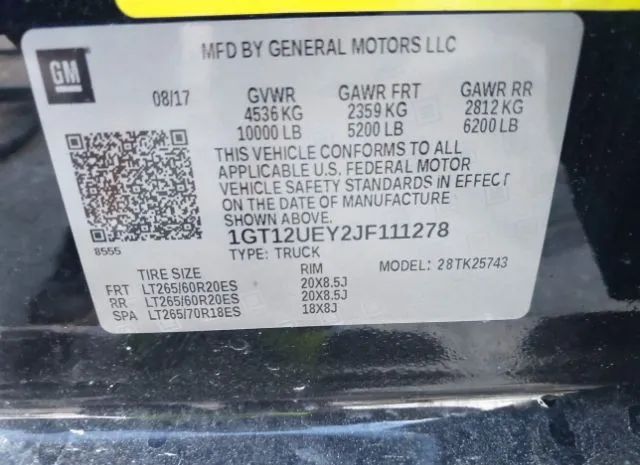 GM
MFD BY GENERAL MOTORS LLC
08/17 GVWR GAWR FRT GAWR RR
4536 KG 2359 KG 2812 KG
10000 LB 5200 LB 6200 LB
THIS VEHICLE CONFORMS TO ALL
APPLICABLE U.S. FEDERAL MOTOR
VEHICLE SAFETY STANDARDS IN EFFECT
ON THE DATE OF MANUFACTURE
1GT12UEY2JF111278
8555
TYPE: TRUCK MODEL: 28TK25743
TIRE SIZE RIM
FRT LT265/60R20ES 20X8.5J
RR LT265/60R20ES 20X8.5J
SPA LT265/70R18ES 18X8J